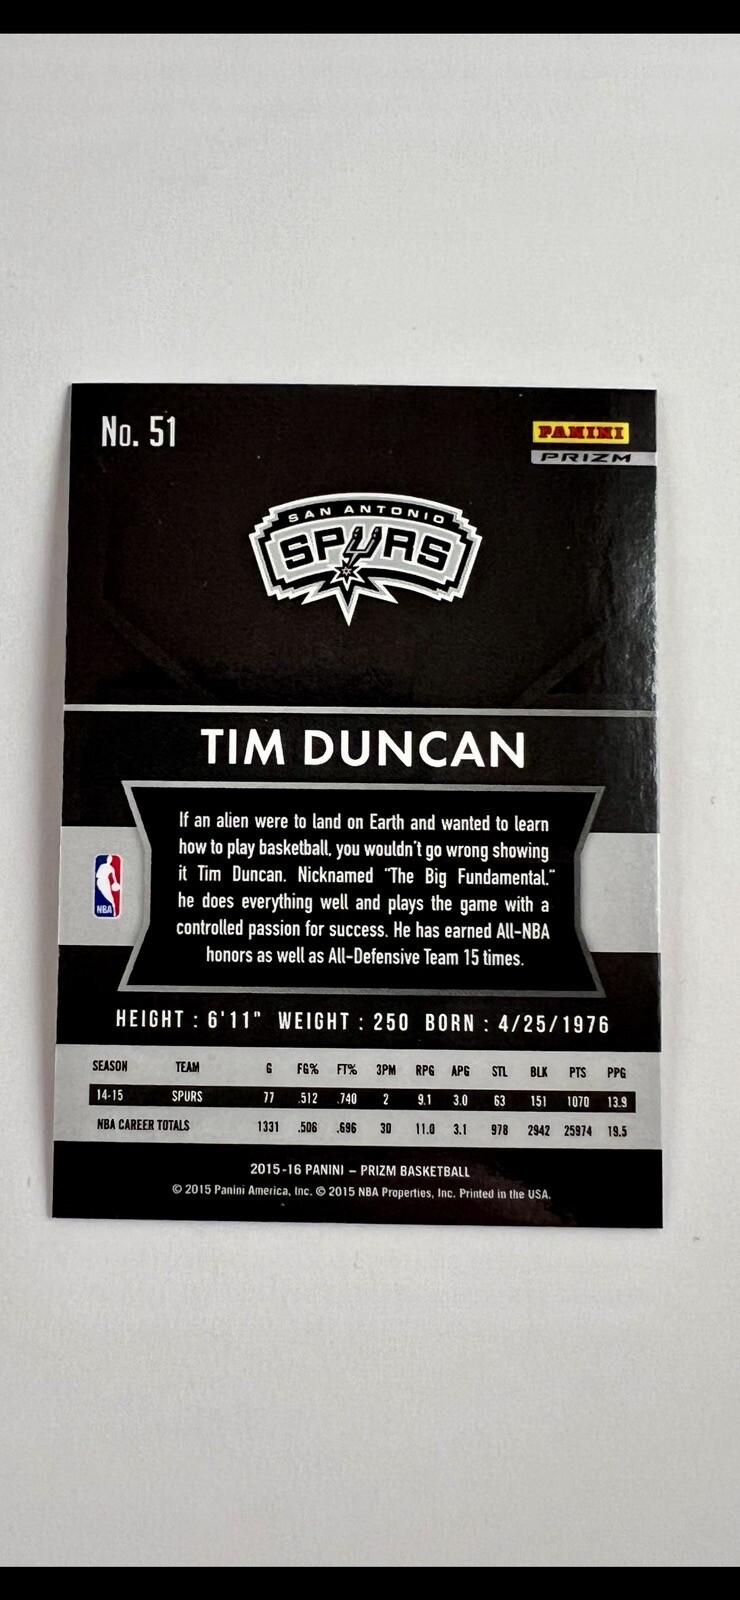 No. 51
PANINI
PRIZM
SAN ANTONIO
SPURS
TIM DUNCAN
If an alien were to land on Earth and wanted to learn
how to play basketball, you wouldn't go wrong showing
it Tim Duncan. Nicknamed "The Big Fundamental,"
he does everything well and plays the game with a
controlled passion for success. He has earned All-NBA
honors as well as All-Defensive Team 15 times.
NBA
HEIGHT : 6'11" WEIGHT : 250 BORN : 4/25/1976
SEASON TEAM G FG% FT% 3PM RPG APG STL BLK PTS PPG
14-15 SPURS 77 .512 .740 2 9.1 3.0 63 151 1070 13.9
NBA CAREER TOTALS 1331 .506 .696 30 11.0 3.1 978 2942 25974 19.5
2015-16 PANINI – PRIZM BASKETBALL
© 2015 Panini America, Inc. © 2015 NBA Properties, Inc. Printed in the USA.